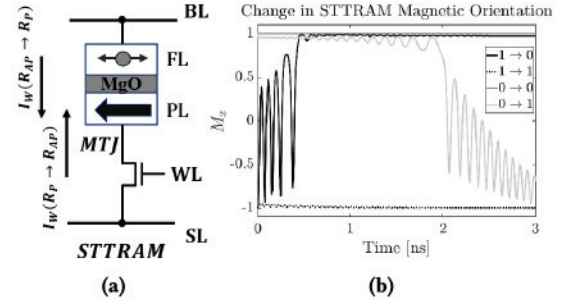 BL
FL
MgO
PL
MTJ
WL
SL
STTRAM
I_W(R_AP → R_P)
I_W(R_P → R_AP)
(a)
Change in STTRAM Magnetic Orientation
1 → 0
1 → 1
0 → 0
0 → 1
M_x
1
0.5
0
-0.5
-1
0
1
2
3
Time [ns]
(b)